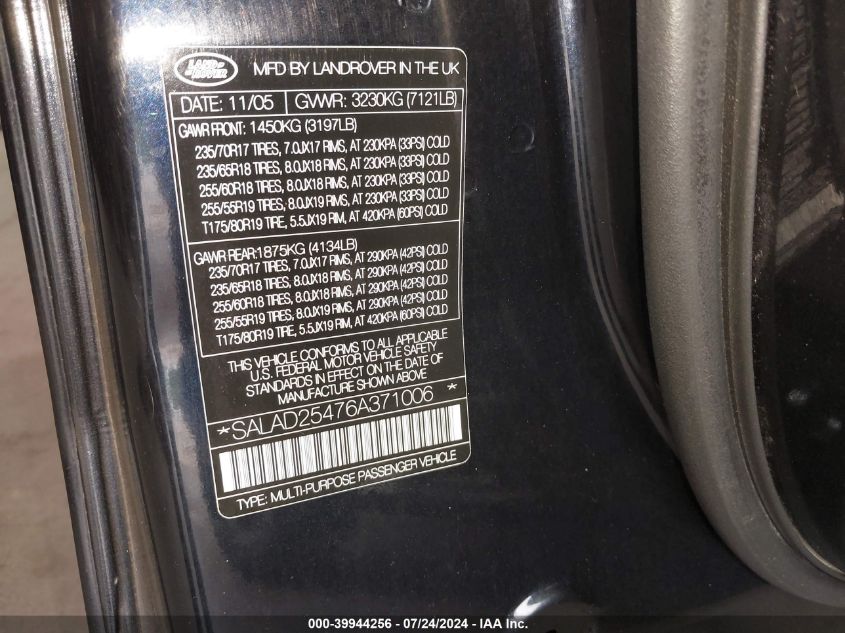 LAND ROVER
MFD BY LANDROVER IN THE UK
DATE: 11/05 GVWR: 3230KG (7121LB)
GAWR FRONT: 1450KG (3197LB)
235/70R17 TIRES, 7.0JX17 RIMS, AT 230KPA (33PSI) COLD
235/65R18 TIRES, 8.0JX18 RIMS, AT 230KPA (33PSI) COLD
255/60R18 TIRES, 8.0JX18 RIMS, AT 230KPA (33PSI) COLD
255/55R19 TIRES, 8.0JX19 RIMS, AT 230KPA (33PSI) COLD
T175/80R19 TIRE, 5.5JX19 RIM, AT 420KPA (60PSI) COLD
GAWR REAR: 1875KG (4134LB)
235/70R17 TIRES, 7.0JX17 RIMS, AT 290KPA (42PSI) COLD
235/65R18 TIRES, 8.0JX18 RIMS, AT 290KPA (42PSI) COLD
255/60R18 TIRES, 8.0JX18 RIMS, AT 290KPA (42PSI) COLD
255/55R19 TIRES, 8.0JX19 RIMS, AT 290KPA (42PSI) COLD
T175/80R19 TIRE, 5.5JX19 RIM, AT 420KPA (60PSI) COLD
THIS VEHICLE CONFORMS TO ALL APPLICABLE
U.S. FEDERAL MOTOR VEHICLE SAFETY
STANDARDS IN EFFECT ON THE DATE OF
MANUFACTURE SHOWN ABOVE
*SALAD25476A371006 *
TYPE: MULTI-PURPOSE PASSENGER VEHICLE
000-39944256 - 07/24/2024 - IAA Inc.